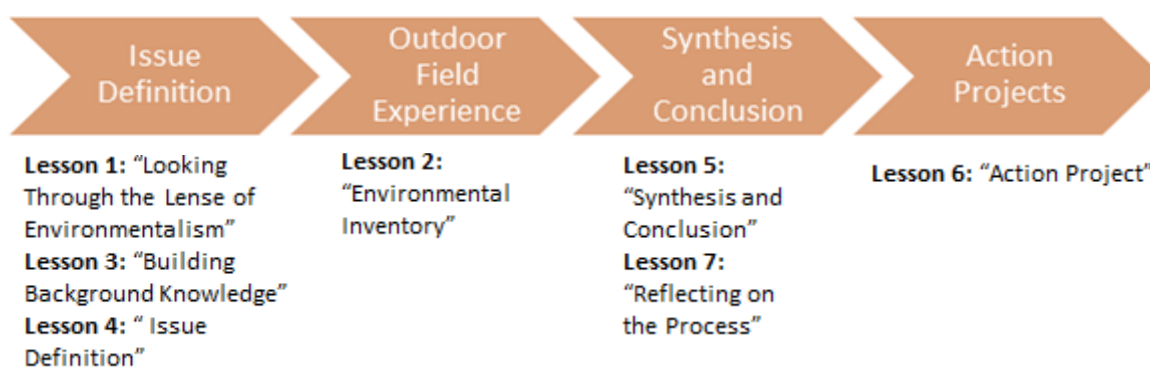 Issue
Definition
Outdoor
Field
Experience
Synthesis
and
Conclusion
Action
Projects
Lesson 1: “Looking
Through the Lense of
Environmentalism”
Lesson 3: “Building
Background Knowledge”
Lesson 4: “ Issue
Definition”
Lesson 2:
“Environmental
Inventory”
Lesson 5:
“Synthesis and
Conclusion”
Lesson 7:
“Reflecting on
the Process”
Lesson 6: “Action Project”